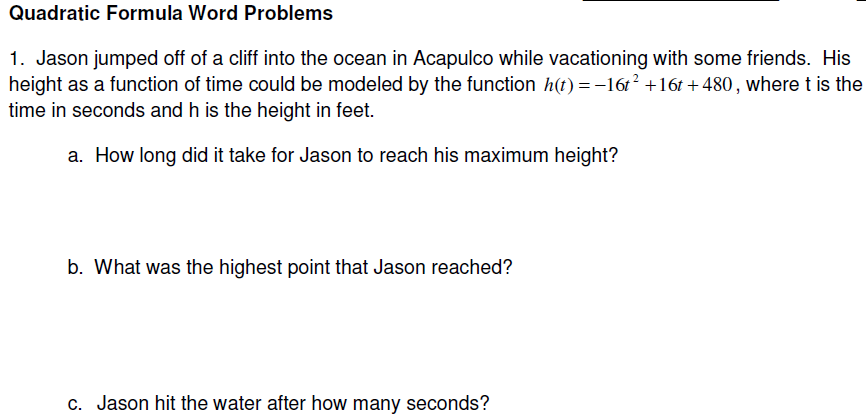 Quadratic Formula Word Problems
1. Jason jumped off of a cliff into the ocean in Acapulco while vacationing with some friends. His
height as a function of time could be modeled by the function h(t) = −16t² +16t + 480, where t is the
time in seconds and h is the height in feet.
a. How long did it take for Jason to reach his maximum height?
b. What was the highest point that Jason reached?
c. Jason hit the water after how many seconds?